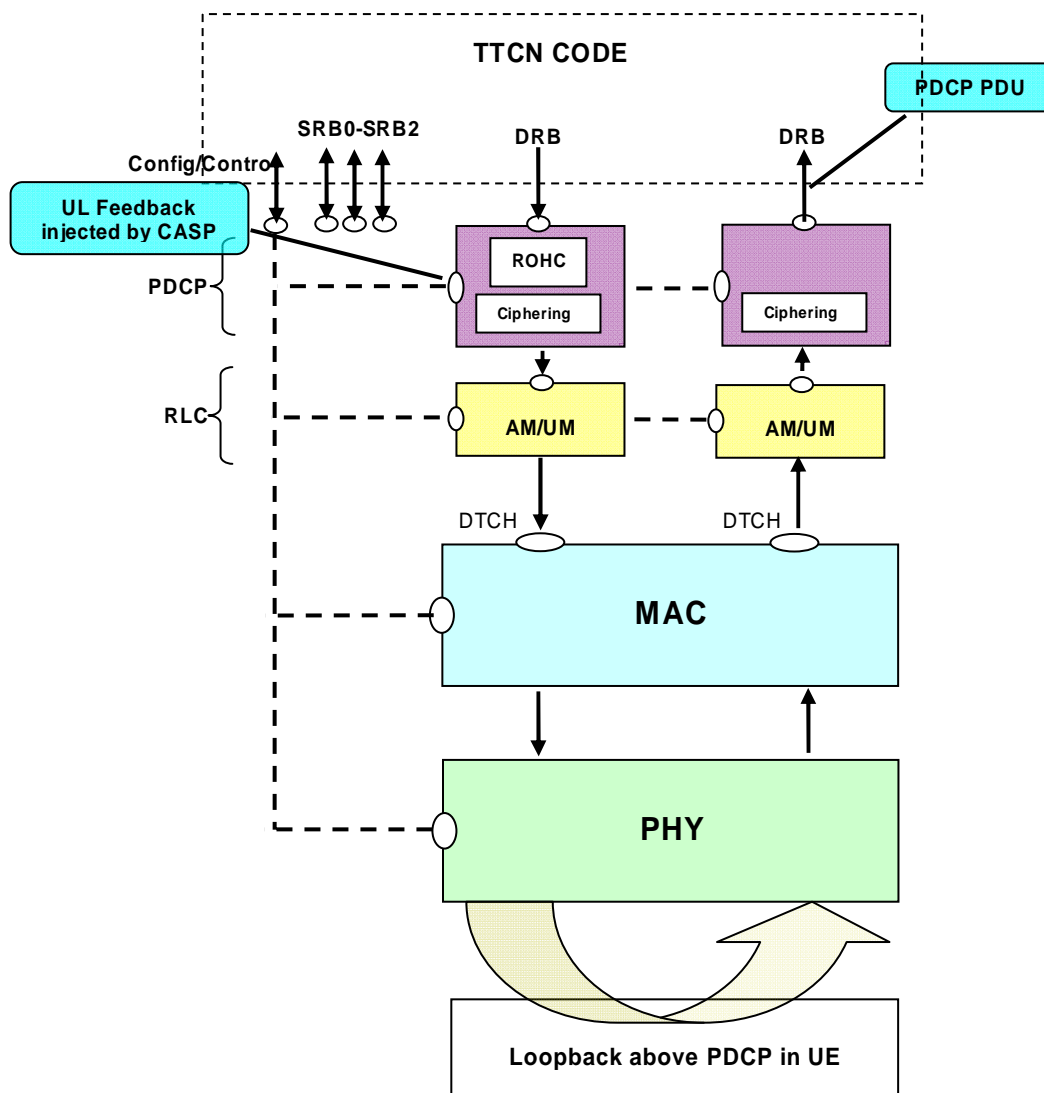 TTCN CODE
PDCP PDU
SRB0-SRB2
DRB
DRB
Config/Contro
UL Feedback
injected by CASP
ROHC
PDCP
Ciphering
Ciphering
RLC
AM/UM
AM/UM
DTCH
DTCH
MAC
PHY
Loopback above PDCP in UE